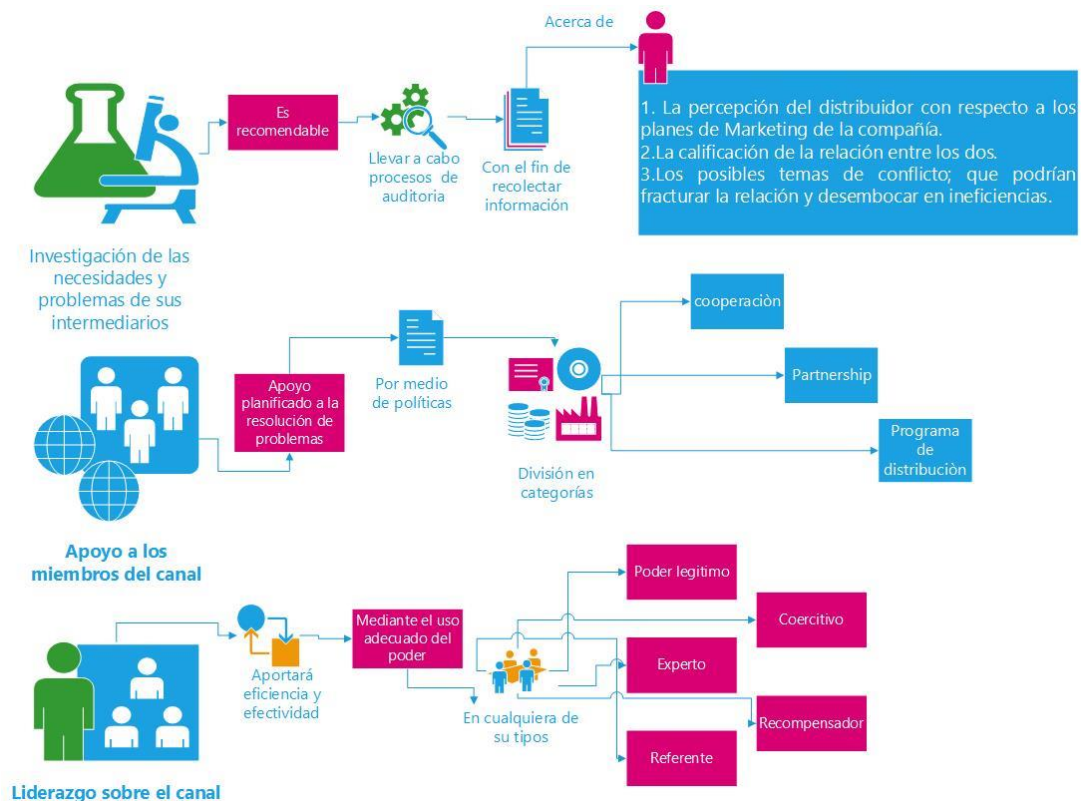 Acerca de
Es
recomendable
Llevar a cabo
procesos de
auditoria
Con el fin de
recolectar
información
1. La percepción del distribuidor con respecto a los
planes de Marketing de la compañía.
2.La calificación de la relación entre los dos.
3.Los posibles temas de conflicto; que podrían
fracturar la relación y desembocar en ineficiencias.
Investigación de las
necesidades y
problemas de sus
intermediarios
Apoyo
planificado a la
resolución de
problemas
Por medio
de políticas
División en
categorías
cooperaciòn
Partnership
Programa
de
distribuciòn
Apoyo a los
miembros del canal
Aportará
eficiencia y
efectividad
Mediante el uso
adecuado del
poder
En cualquiera de
su tipos
Poder legitimo
Coercitivo
Experto
Recompensador
Referente
Liderazgo sobre el canal